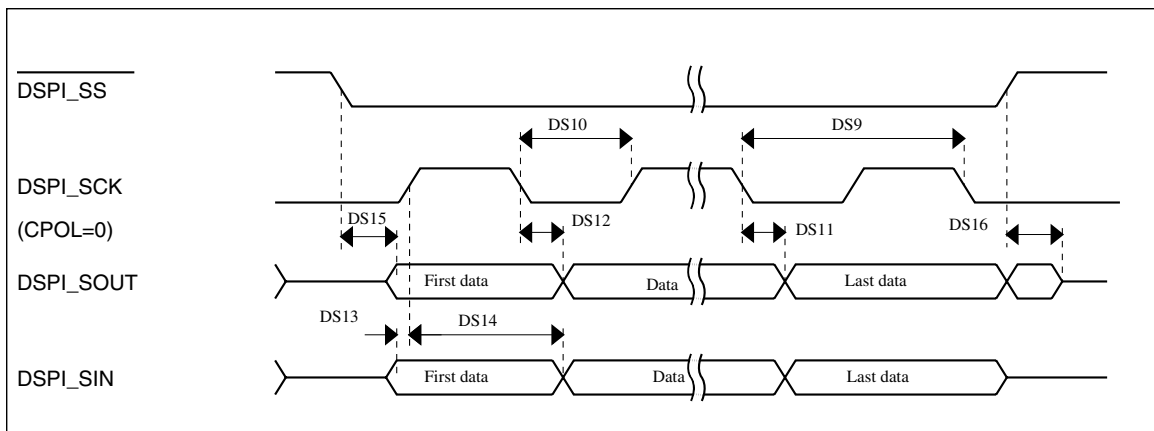 DSPI_SS
DS10
DS9
DSPI_SCK
(CPOL=0)
DS15
DS12
DS11
DS16
DSPI_SOUT
First data
Data
Last data
DS13
DS14
DSPI_SIN
First data
Data
Last data